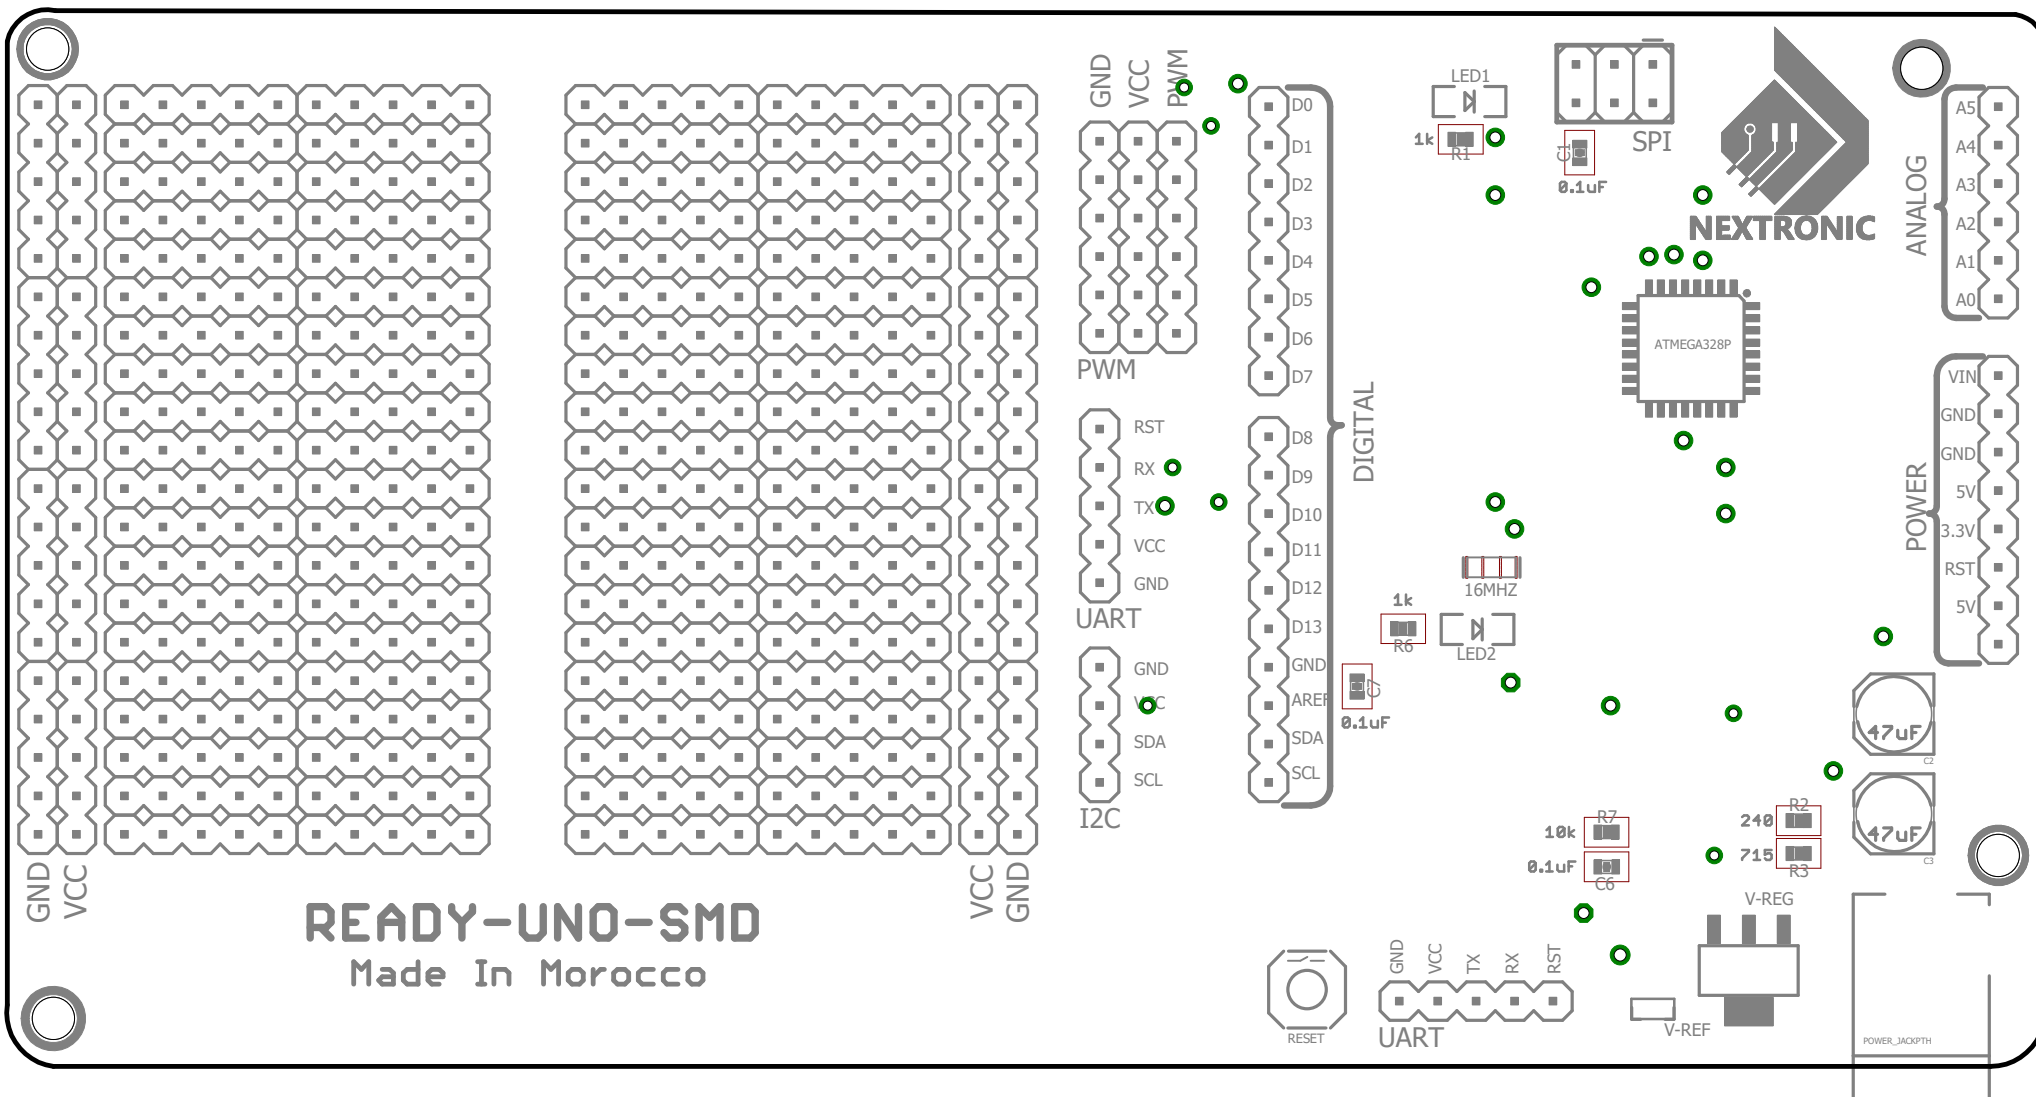 GND
VCC
PWM
PWM
RST
RX
TX
VCC
GND
UART
GND
VCC
SDA
SCL
I2C
D0
D1
D2
D3
D4
D5
D6
D7
D8
D9
D10
D11
D12
D13
GND
AREF
SDA
SCL
DIGITAL
LED1
1k
R1
C1
0.1uF
SPI
NEXTRONIC
ATMEGA328P
A5
A4
A3
A2
A1
A0
ANALOG
VIN
GND
GND
5V
3.3V
RST
5V
POWER
16MHZ
1k
R6
LED2
C7
0.1uF
47uF
C2
47uF
C3
R7
10k
0.1uF
C6
R2
240
715
R3
V-REG
V-REF
POWER_JACKPTH
GND
VCC
TX
RX
RST
UART
RESET
GND
VCC
VCC
GND
READY-UNO-SMD
Made In Morocco